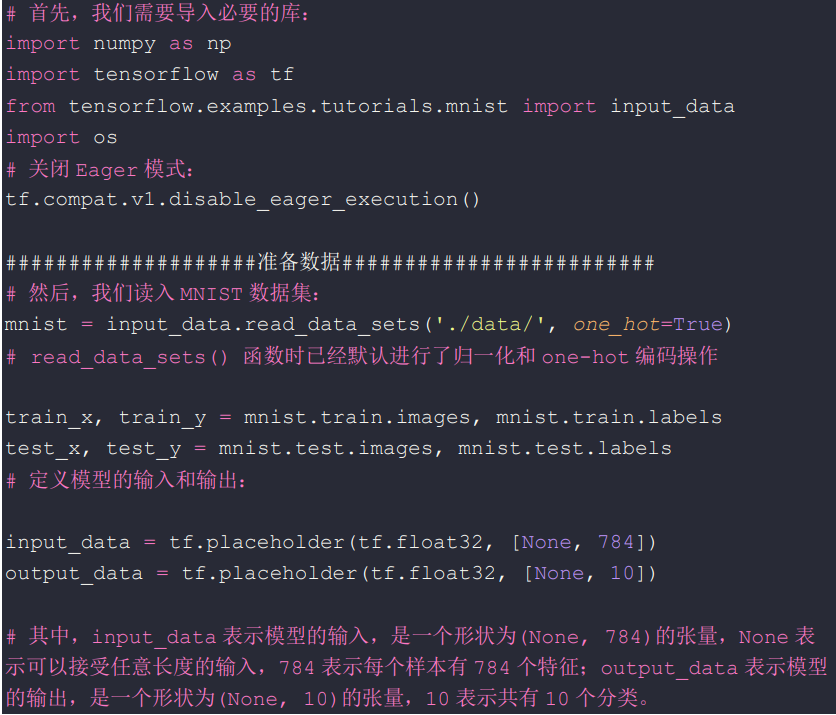 # 首先，我们需要导入必要的库：
import numpy as np
import tensorflow as tf
from tensorflow.examples.tutorials.mnist import input_data
import os
# 关闭 Eager 模式：
tf.compat.v1.disable_eager_execution()
####################准备数据#########################
# 然后，我们读入 MNIST 数据集：
mnist = input_data.read_data_sets('./data/', one_hot=True)
# read_data_sets() 函数时已经默认进行了归一化和 one-hot 编码操作
train_x, train_y = mnist.train.images, mnist.train.labels
test_x, test_y = mnist.test.images, mnist.test.labels
# 定义模型的输入和输出：
input_data = tf.placeholder(tf.float32, [None, 784])
output_data = tf.placeholder(tf.float32, [None, 10])
# 其中，input_data 表示模型的输入，是一个形状为(None, 784)的张量，None 表
示可以接受任意长度的输入，784 表示每个样本有 784 个特征；output_data 表示模型
的输出，是一个形状为(None, 10)的张量，10 表示共有 10 个分类。